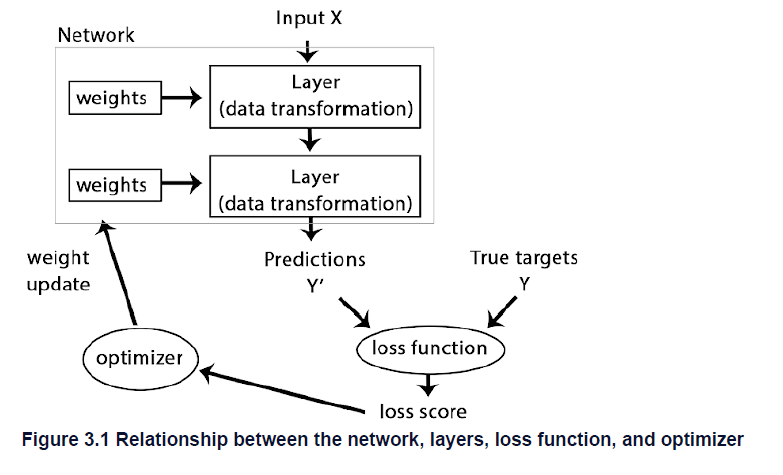 Input X
Network
weights
Layer
(data transformation)
weights
Layer
(data transformation)
weight
update
Predictions
Y'
True targets
Y
optimizer
loss function
loss score
Figure 3.1 Relationship between the network, layers, loss function, and optimizer